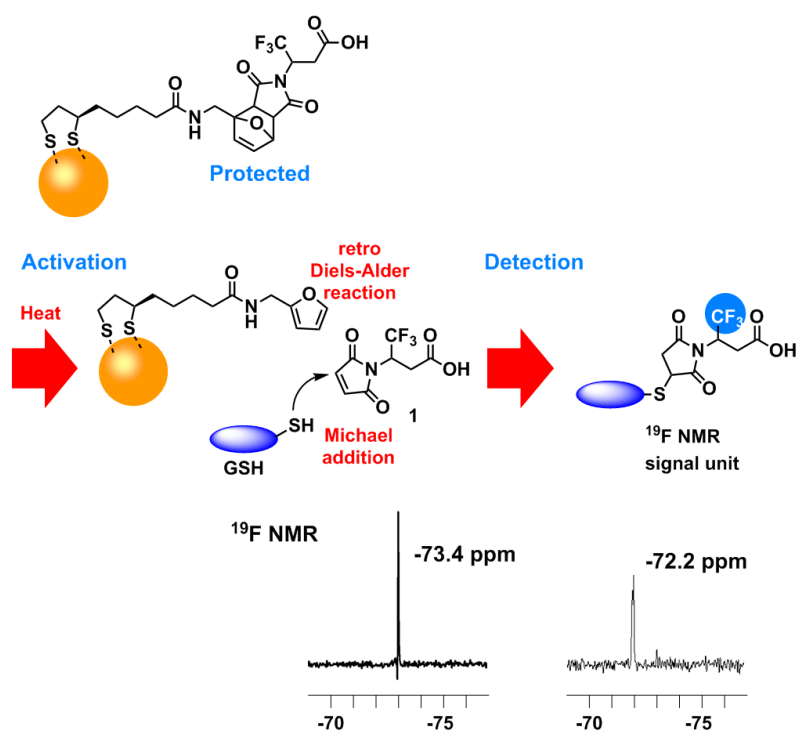 O
F₃C
OH
O
N
O
N
H
O
O
S
S
Protected
Activation
Heat
O
N
H
O
S
S
retro
Diels-Alder
reaction
O
CF₃
O
N
OH
O
1
SH
GSH
Michael
addition
Detection
O
CF₃
O
N
OH
O
S
¹⁹F NMR
signal unit
¹⁹F NMR
-73.4 ppm
-70
-75
-72.2 ppm
-70
-75